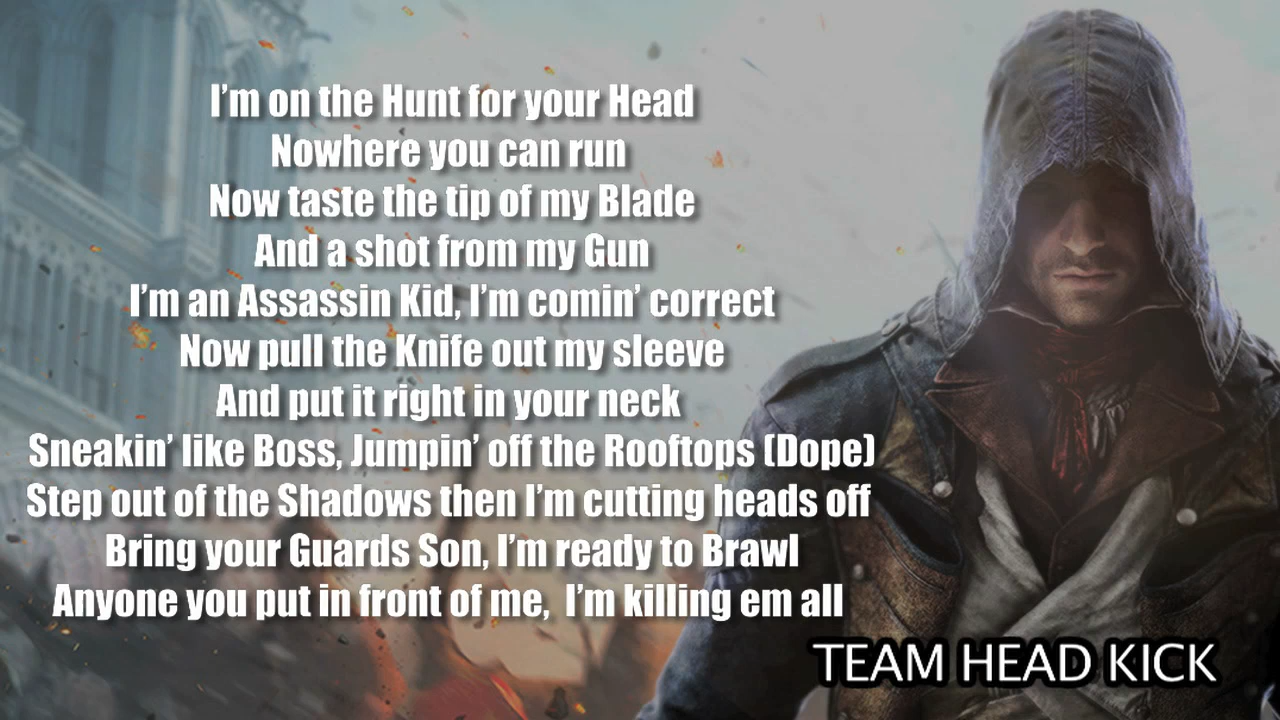 I'm on the Hunt for your Head
Nowhere you can run
Now taste the tip of my Blade
And a shot from my Gun
I'm an Assassin Kid, I'm comin' correct
Now pull the Knife out my sleeve
And put it right in your neck
Sneakin' like Boss, Jumpin' off the Rooftops (Dope)
Step out of the Shadows then I'm cutting heads off
Bring your Guards Son, I'm ready to Brawl
Anyone you put in front of me,  I'm killing em all
TEAM HEAD KICK